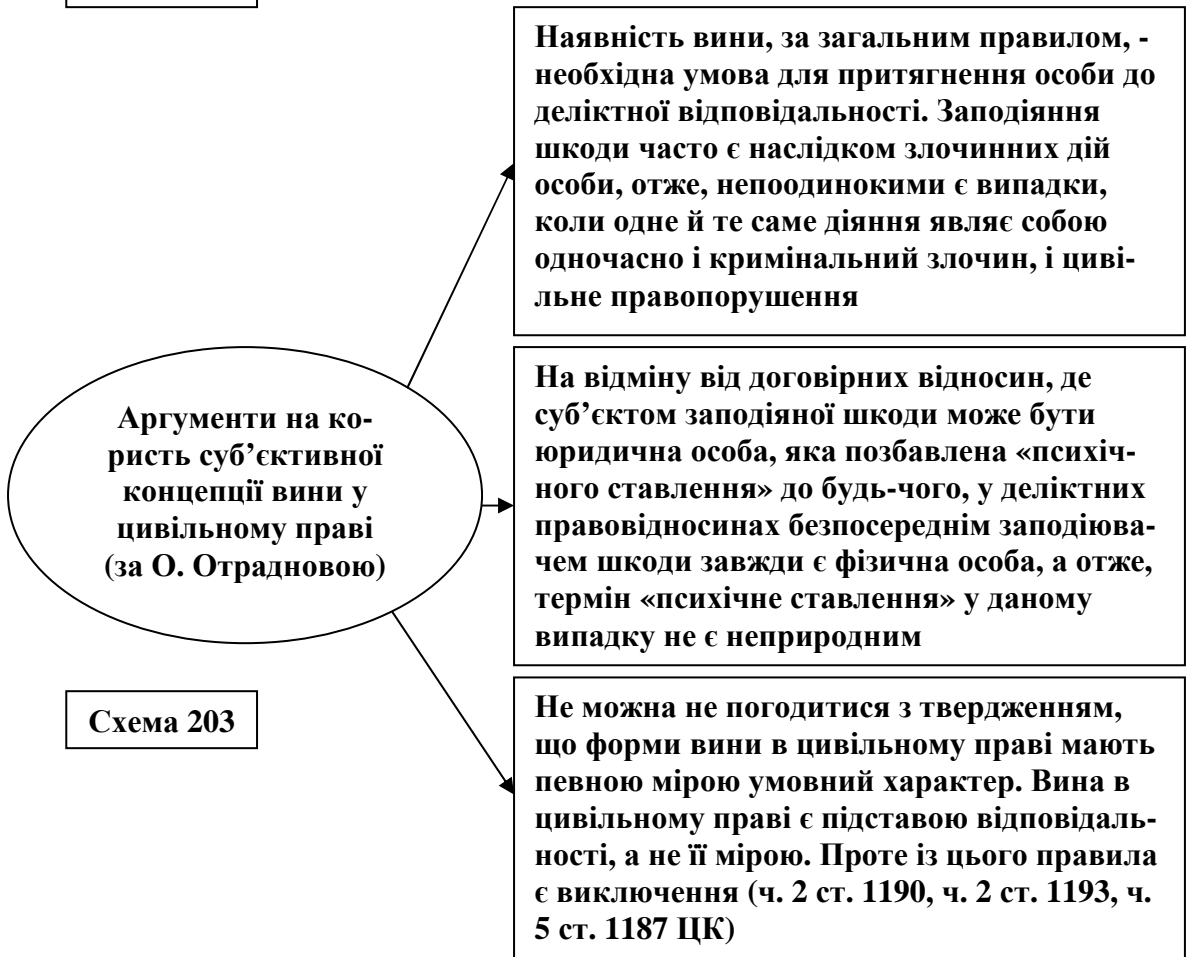 Наявність вини, за загальним правилом, -
необхідна умова для притягнення особи до
деліктної відповідальності. Заподіяння
шкоди часто є наслідком злочинних дій
особи, отже, непоодинокими є випадки,
коли одне й те саме діяння являє собою
одночасно і кримінальний злочин, і циві-
льне правопорушення
Аргументи на ко-
ристь суб’єктивної
концепції вини у
цивільному праві
(за О. Отрадновою)
На відміну від договірних відносин, де
суб’єктом заподіяної шкоди може бути
юридична особа, яка позбавлена «психіч-
ного ставлення» до будь-чого, у деліктних
правовідносинах безпосереднім заподіюва-
чем шкоди завжди є фізична особа, а отже,
термін «психічне ставлення» у даному
випадку не є неприродним
Схема 203
Не можна не погодитися з твердженням,
що форми вини в цивільному праві мають
певною мірою умовний характер. Вина в
цивільному праві є підставою відповідаль-
ності, а не її мірою. Проте із цього правила
є виключення (ч. 2 ст. 1190, ч. 2 ст. 1193, ч.
5 ст. 1187 ЦК)